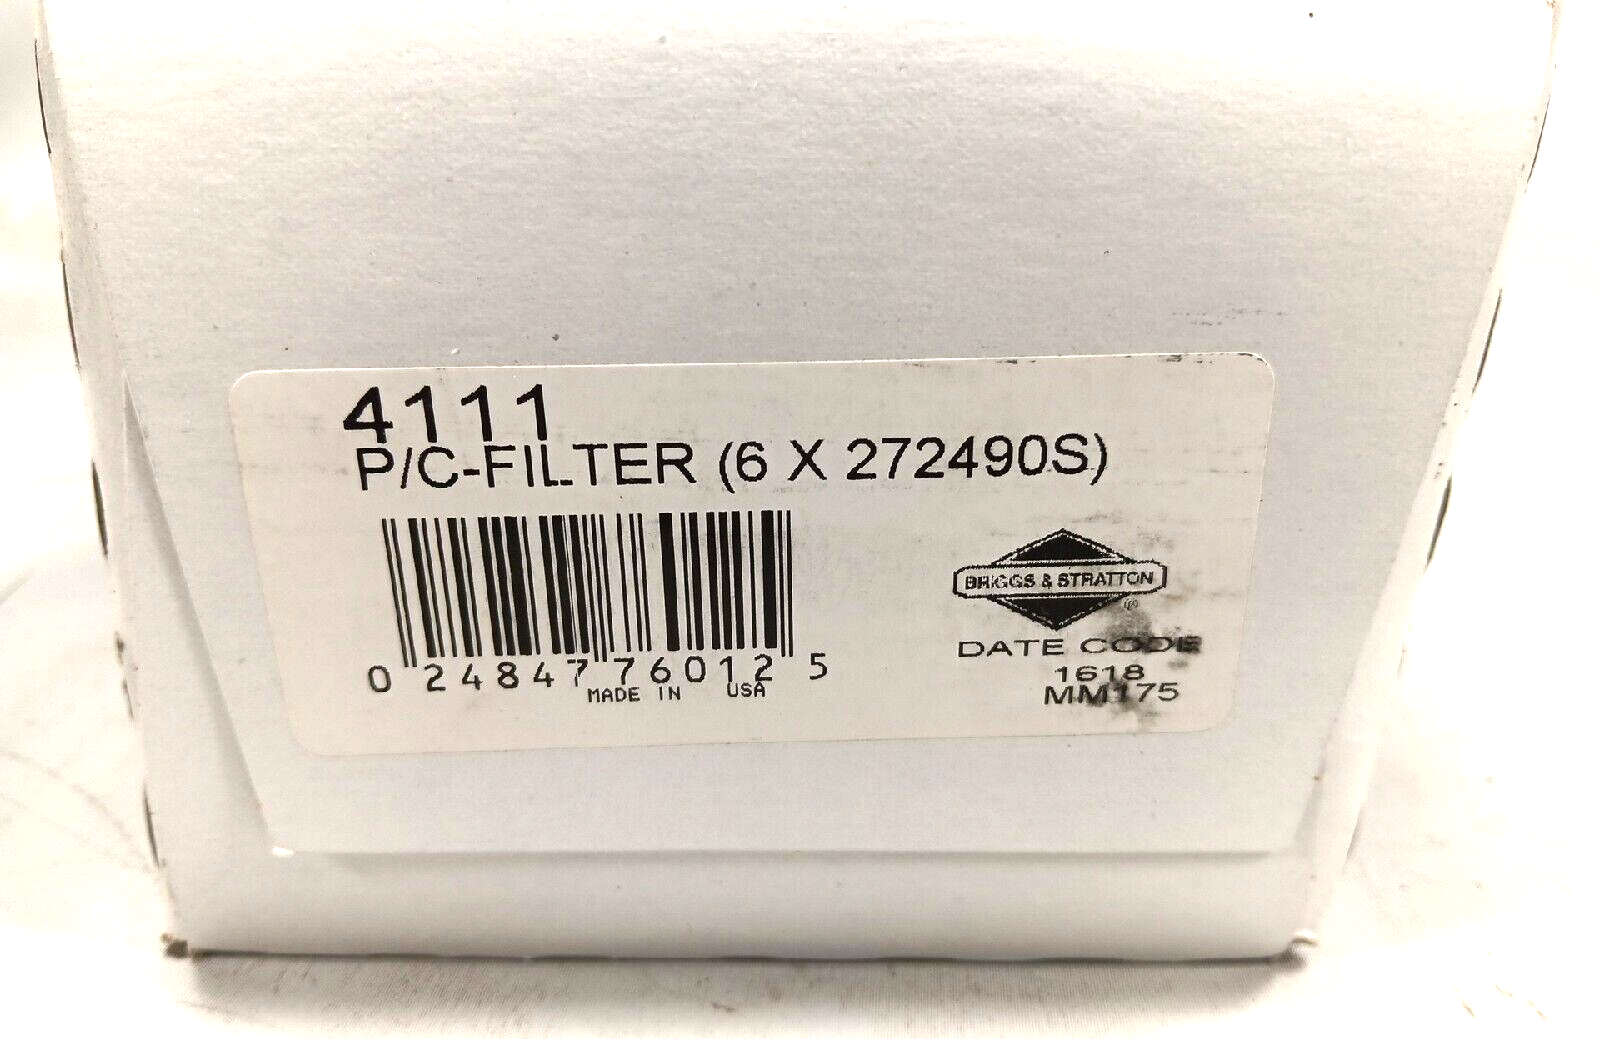 4111
P/C-FILTER (6 X 272490S)
BRIGGS & STRATTON
®
DATE CODE
1618
MM175
0 24847 76012 5
MADE IN USA